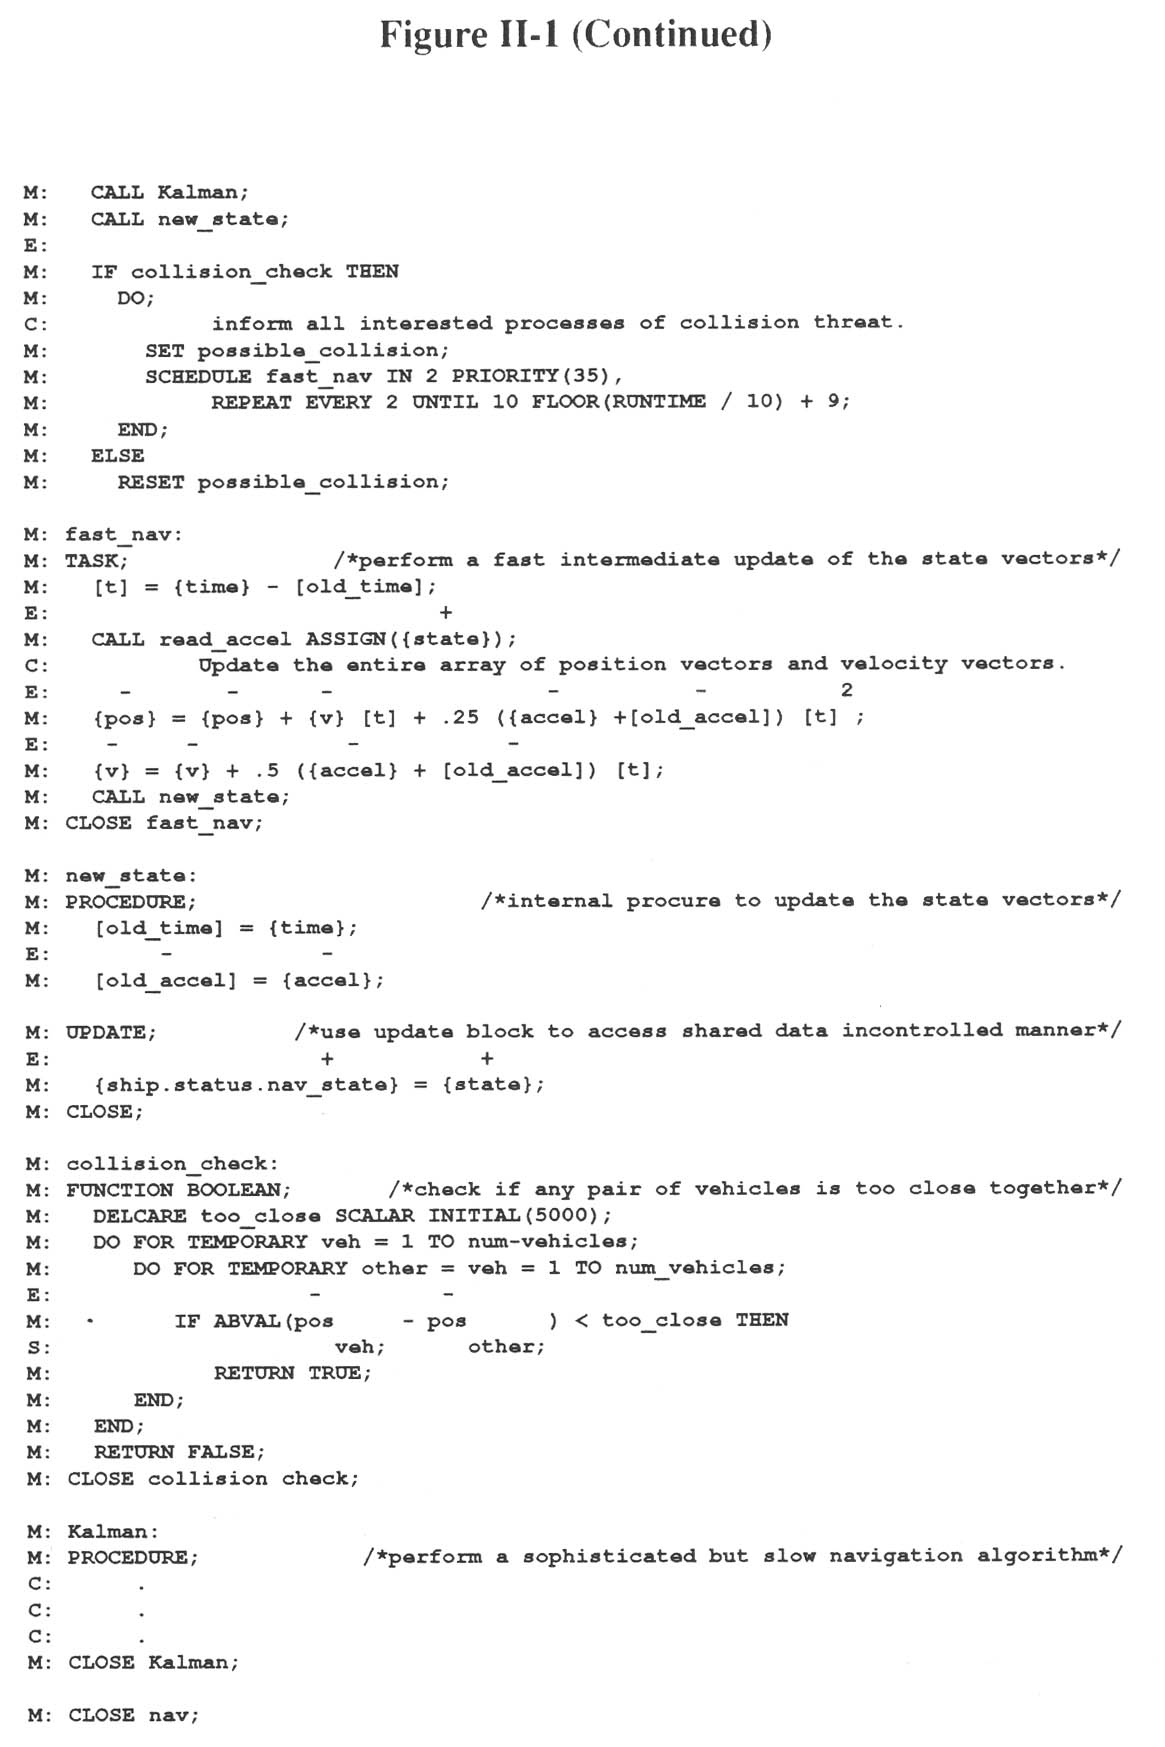 Figure II-1 (Continued)
M: CALL Kalman;
M: CALL new_state;
E:
M: IF collision_check THEN
M: DO;
C: inform all interested processes of collision threat.
M: SET possible_collision;
M: SCHEDULE fast_nav IN 2 PRIORITY(35),
M: REPEAT EVERY 2 UNTIL 10 FLOOR(RUNTIME / 10) + 9;
M: END;
M: ELSE
M: RESET possible_collision;
M: fast_nav:
M: TASK; /*perform a fast intermediate update of the state vectors*/
M: [t] = {time} - [old_time];
E: +
M: CALL read_accel ASSIGN({state});
C: Update the entire array of position vectors and velocity vectors.
E: - - - - - 2
M: {pos} = {pos} + {v} [t] + .25 ({accel} +[old_accel]) [t] ;
E: - - - -
M: {v} = {v} + .5 ({accel} + [old_accel]) [t];
M: CALL new_state;
M: CLOSE fast_nav;
M: new_state:
M: PROCEDURE; /*internal procure to update the state vectors*/
M: [old_time] = {time};
E: - -
M: [old_accel] = {accel};
M: UPDATE; /*use update block to access shared data incontrolled manner*/
E: + +
M: {ship.status.nav_state} = {state};
M: CLOSE;
M: collision_check:
M: FUNCTION BOOLEAN; /*check if any pair of vehicles is too close together*/
M: DELCARE too_close SCALAR INITIAL(5000);
M: DO FOR TEMPORARY veh = 1 TO num-vehicles;
M: DO FOR TEMPORARY other = veh = 1 TO num_vehicles;
E: - -
M: IF ABVAL(pos - pos ) < too_close THEN
S: veh; other;
M: RETURN TRUE;
M: END;
M: END;
M: RETURN FALSE;
M: CLOSE collision check;
M: Kalman:
M: PROCEDURE; /*perform a sophisticated but slow navigation algorithm*/
C: .
C: .
C: .
M: CLOSE Kalman;
M: CLOSE nav;